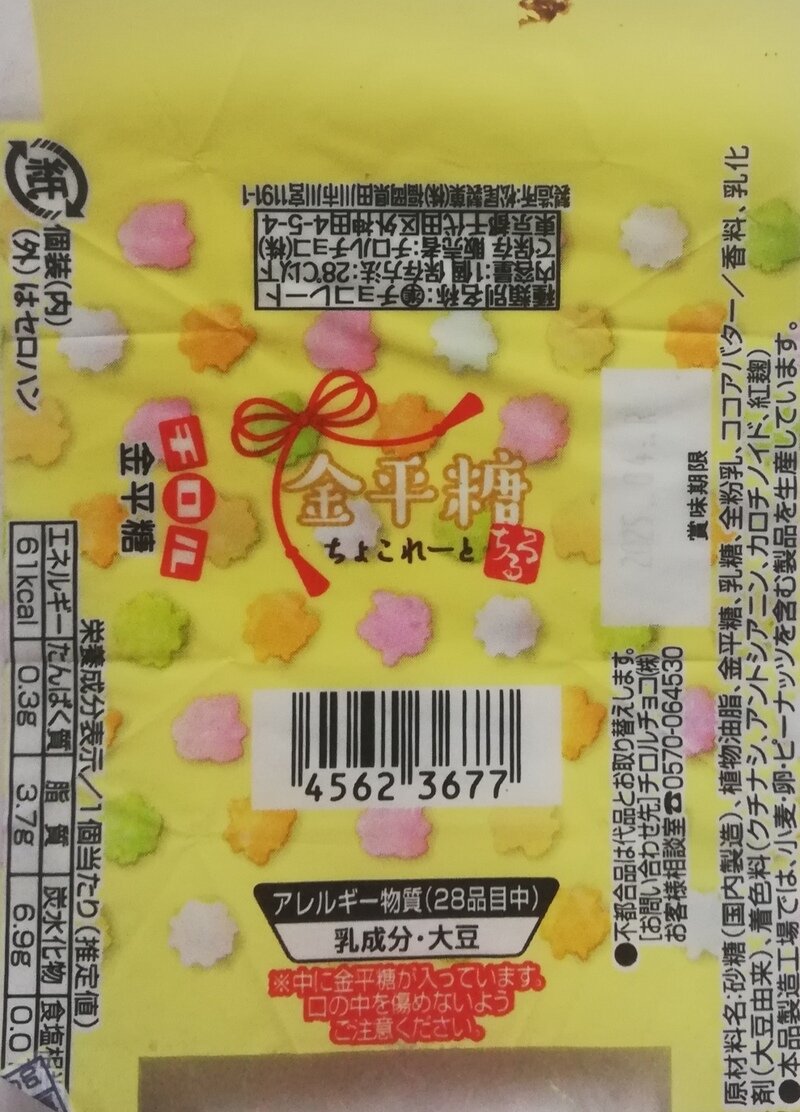 紙
個装(内)
(外)はセロハン
製造所:松尾製菓(株)福岡県田川市川宮1191-1
種類別名称:㊢チョコレート
内容量:1個 保存方法:28℃以下
で保存 販売者:チロルチョコ(株)
東京都千代田区外神田4-5-4
チロル
金平糖
金平糖
ちょこれーと
ちろる
賞味期限
栄養成分表示/1個当たり(推定値)
エネルギー たんぱく質 脂質 炭水化物
61kcal 0.3g 3.7g 6.9g 0.0
4562 3677
アレルギー物質(28品目中)
乳成分・大豆
※中に金平糖が入っています。
口の中を傷めないよう
ご注意ください。
●不都合品は代品とお取り替えします。
[お問い合わせ先]チロルチョコ(株)
お客様相談室☎0570-064530
原材料名:砂糖(国内製造)、植物油脂、金平糖、乳糖、全粉乳、ココアバター/香料、乳化
剤(大豆由来)、着色料(クチナシ、アントシアニン、カロチノイド、紅麹)
●本品製造工場では、小麦・卵・ピーナッツを含む製品を生産しています。